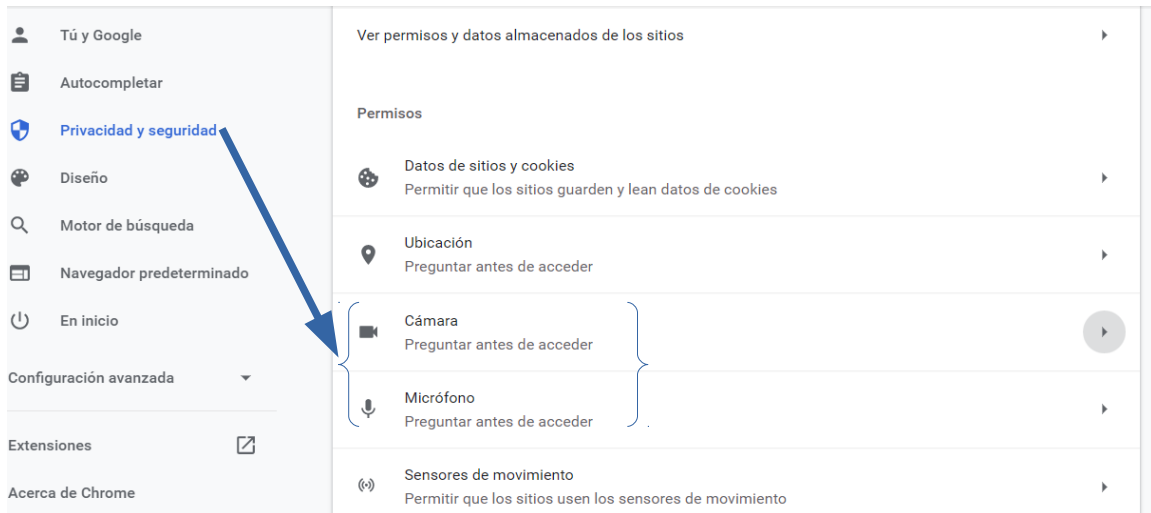 Tú y Google
Autocompletar
Privacidad y seguridad
Diseño
Motor de búsqueda
Navegador predeterminado
En inicio
Configuración avanzada
Extensiones
Acerca de Chrome
Ver permisos y datos almacenados de los sitios
Permisos
Datos de sitios y cookies
Permitir que los sitios guarden y lean datos de cookies
Ubicación
Preguntar antes de acceder
Cámara
Preguntar antes de acceder
Micrófono
Preguntar antes de acceder
Sensores de movimiento
Permitir que los sitios usen los sensores de movimiento